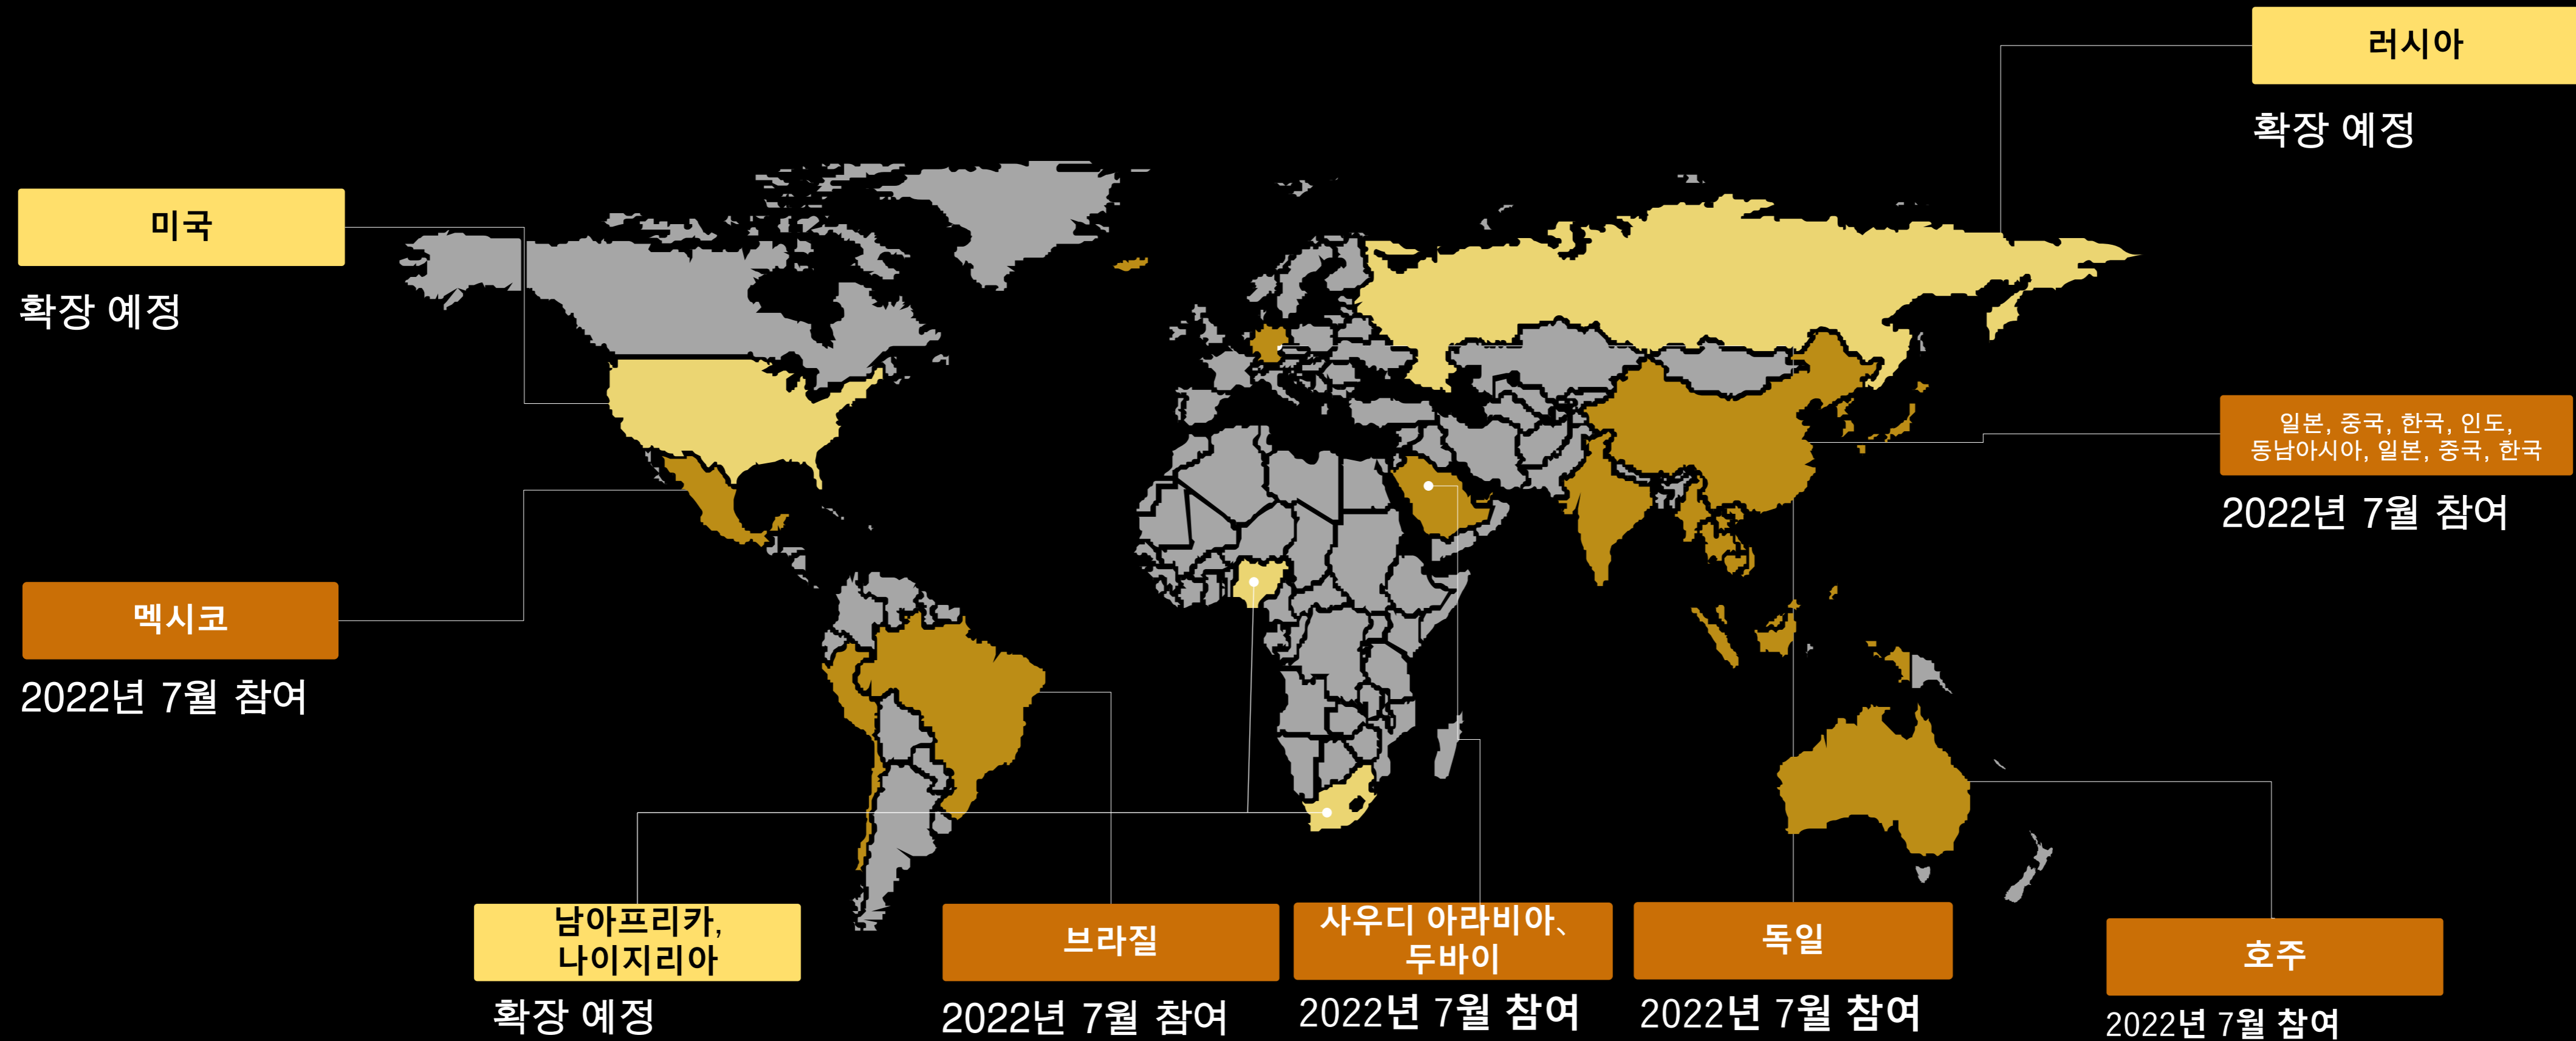 러시아
확장 예정
미국
확장 예정
일본, 중국, 한국, 인도,
동남아시아, 일본, 중국, 한국
2022년 7월 참여
멕시코
2022년 7월 참여
남아프리카,
나이지리아
확장 예정
브라질
2022년 7월 참여
사우디 아라비아、
두바이
2022년 7월 참여
독일
2022년 7월 참여
호주
2022년 7월 참여